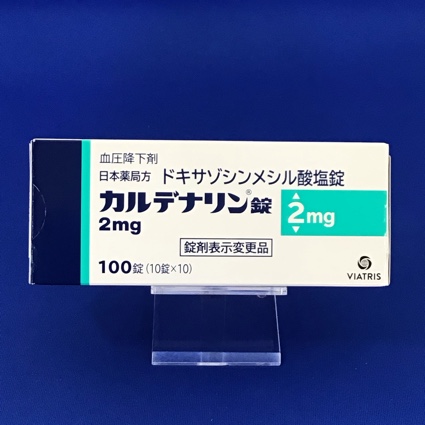 血圧降下剤
日本薬局方 ドキサゾシンメシル酸塩錠
カルデナリン®錠
2mg
2mg
錠剤表示変更品
100錠(10錠×10)
VIATRIS